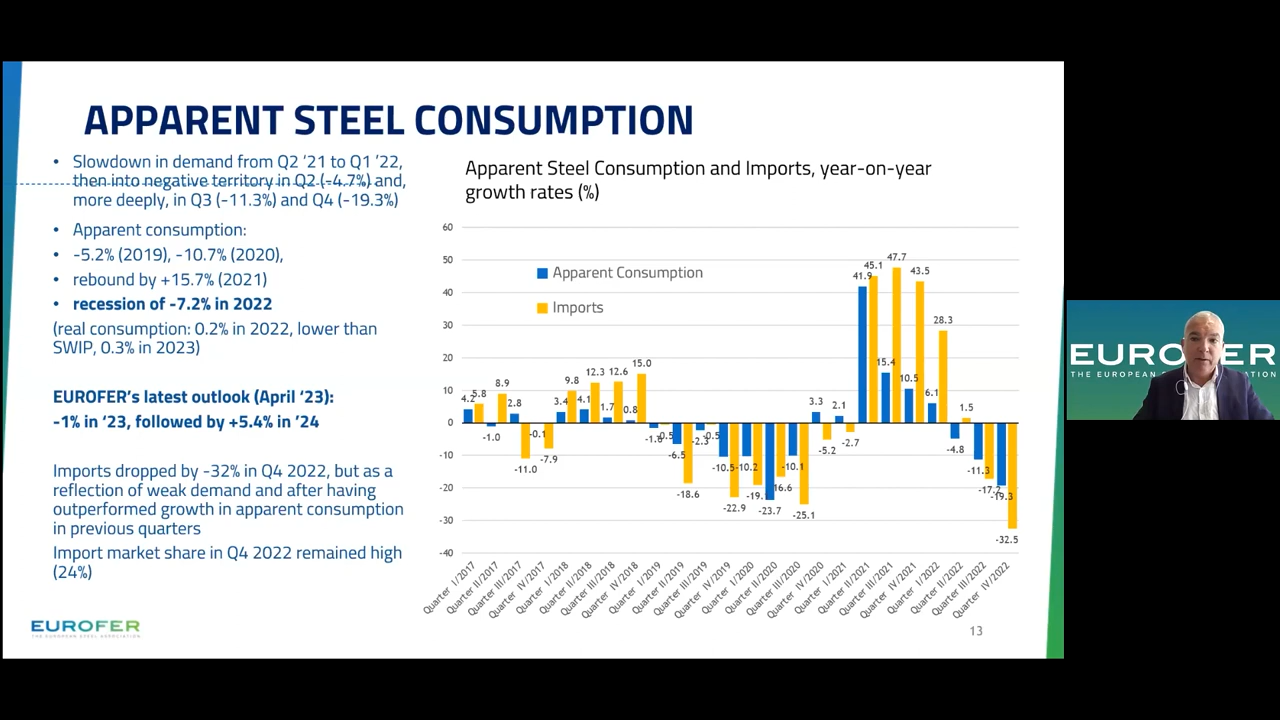 APPARENT STEEL CONSUMPTION
• Slowdown in demand from Q2 ’21 to Q1 ’22,
then into negative territory in Q2 (-4.7%) and,
more deeply, in Q3 (-11.3%) and Q4 (-19.3%)
• Apparent consumption:
• -5.2% (2019), -10.7% (2020),
• rebound by +15.7% (2021)
• recession of -7.2% in 2022
(real consumption: 0.2% in 2022, lower than
SWIP, 0.3% in 2023)
EUROFER’s latest outlook (April ‘23):
-1% in ‘23, followed by +5.4% in ’24
Imports dropped by -32% in Q4 2022, but as a
reflection of weak demand and after having
outperformed growth in apparent consumption
in previous quarters
Import market share in Q4 2022 remained high
(24%)
EUROFER
THE EUROPEAN STEEL ASSOCIATION
Apparent Steel Consumption and Imports, year-on-year
growth rates (%)
60
50
40
30
20
10
0
-10
-20
-30
-40
Apparent Consumption
Imports
4.2
5.8
-1.0
8.9
2.8
-11.0
-0.1
-7.9
3.4
9.8
4.1
12.3
1.7
12.6
0.8
15.0
-1.6
-0.5
-6.5
-18.6
-2.3
-0.5
-10.5
-22.9
-10.2
-23.7
-10.1
-25.1
3.3
-5.2
2.1
-2.7
41.9
45.1
15.4
47.7
10.5
43.5
6.1
28.3
-4.8
1.5
-11.3
-17.2
-19.3
-32.5
Quarter I/2017
Quarter II/2017
Quarter III/2017
Quarter IV/2017
Quarter I/2018
Quarter II/2018
Quarter III/2018
Quarter IV/2018
Quarter I/2019
Quarter II/2019
Quarter III/2019
Quarter IV/2019
Quarter I/2020
Quarter II/2020
Quarter III/2020
Quarter IV/2020
Quarter I/2021
Quarter II/2021
Quarter III/2021
Quarter IV/2021
Quarter I/2022
Quarter II/2022
Quarter III/2022
Quarter IV/2022
13
EUROFER
THE EUROPEAN